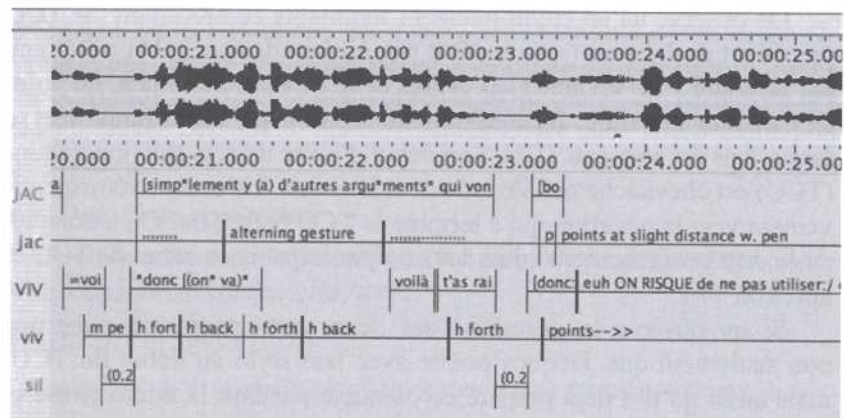 20.000 00:00:21.000 00:00:22.000 00:00:23.000 00:00:24.000 00:00:25.00
20.000 00:00:21.000 00:00:22.000 00:00:23.000 00:00:24.000 00:00:25.00
JAC a [simp*lement y (a) d'autres argu*ments* qui von [bo
jac ........ alterning gesture ................. p points at slight distance w. pen
VIV =voi *donc [(on* va)* voilà t'as rai [donc: euh ON RISQUE de ne pas utiliser:/
viv m pe h fort h back h forth h back h forth points-->>
sil (0.2 (0.2